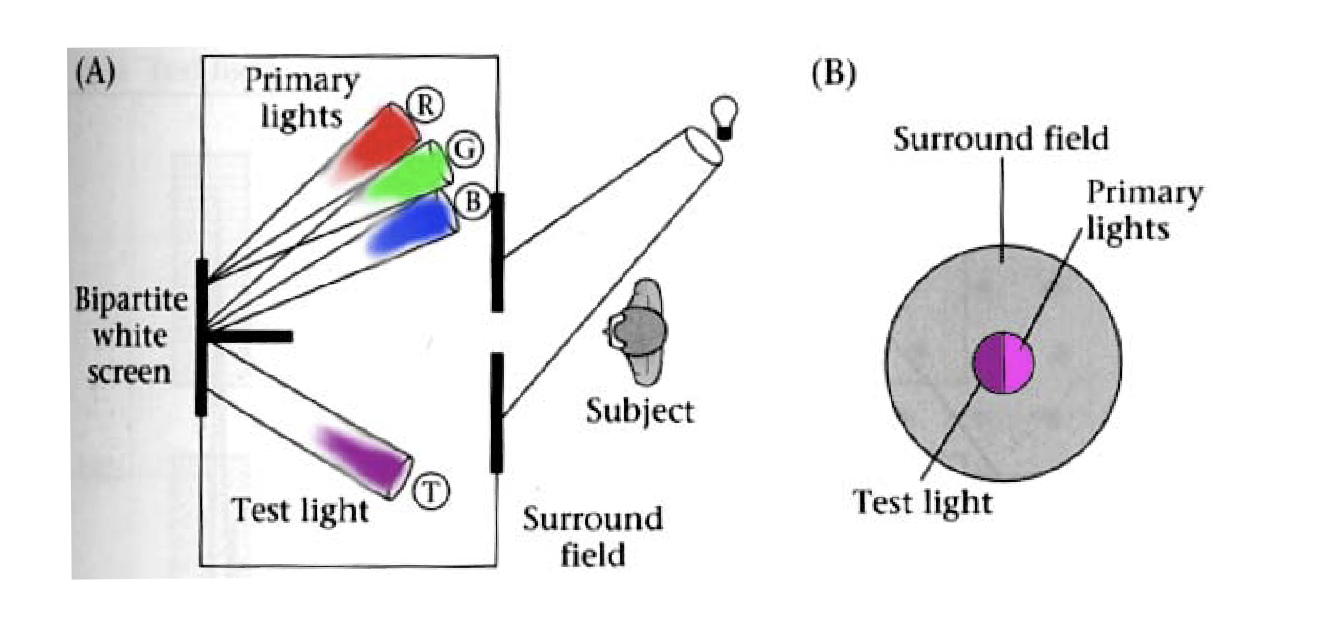 (A)
Primary
lights
R
G
B
Bipartite
white
screen
Subject
T
Test light
Surround
field
(B)
Surround field
Primary
lights
Test light